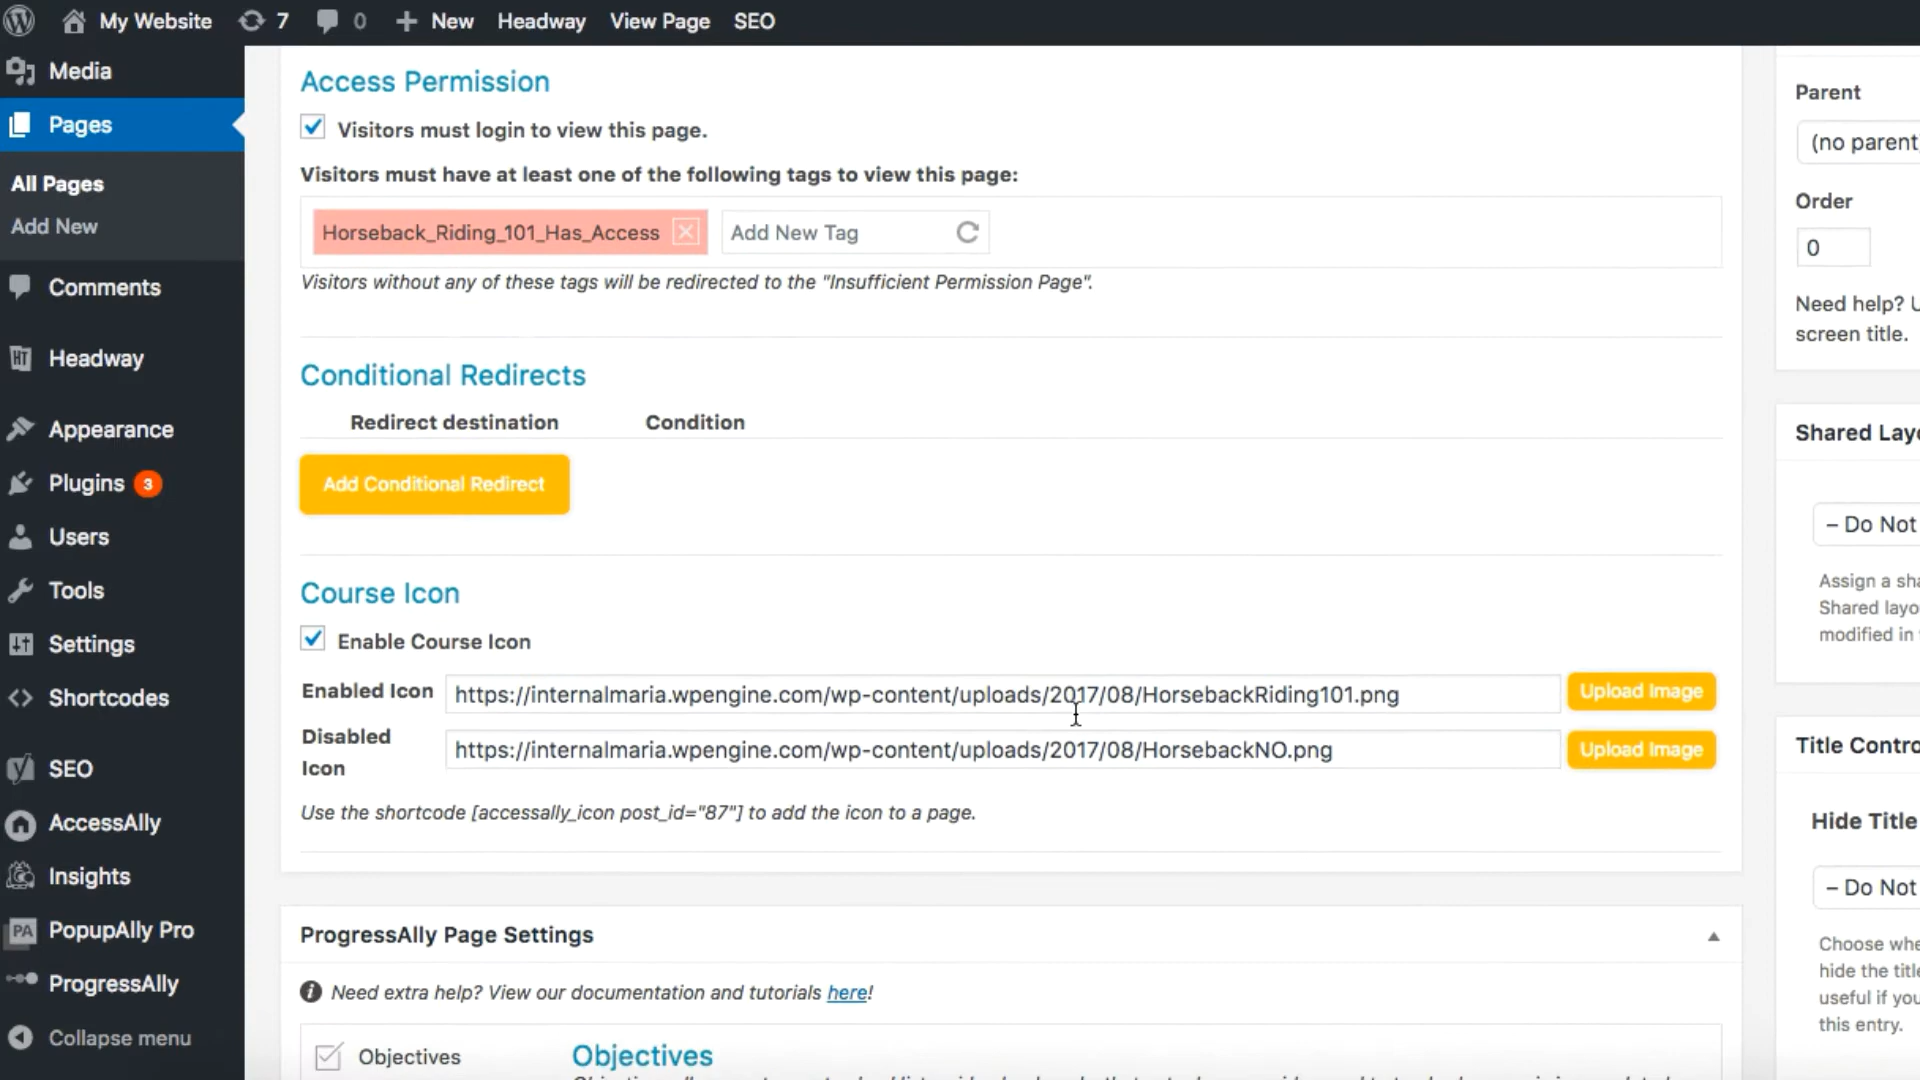 My Website 7 0 New Headway View Page SEO
Media
Pages
All Pages
Add New
Comments
Headway
Appearance
Plugins 3
Users
Tools
Settings
Shortcodes
SEO
AccessAlly
Insights
PA PopupAlly Pro
ProgressAlly
Collapse menu
Access Permission
Visitors must login to view this page.
Visitors must have at least one of the following tags to view this page:
Horseback_Riding_101_Has_Access Add New Tag
Visitors without any of these tags will be redirected to the "Insufficient Permission Page".
Conditional Redirects
Redirect destination Condition
Add Conditional Redirect
Course Icon
Enable Course Icon
Enabled Icon https://internalmaria.wpengine.com/wp-content/uploads/2017/08/HorsebackRiding101.png Upload Image
Disabled
Icon
https://internalmaria.wpengine.com/wp-content/uploads/2017/08/HorsebackNO.png Upload Image
Use the shortcode [accessally_icon post_id="87"] to add the icon to a page.
ProgressAlly Page Settings
Need extra help? View our documentation and tutorials here!
Objectives
Objectives
Parent
(no parent
Order
0
Need help? U
screen title.
Shared Layo
– Do Not
Assign a sha
Shared layo
modified in
Title Contro
Hide Title
– Do Not
Choose whe
hide the title
useful if you
this entry.